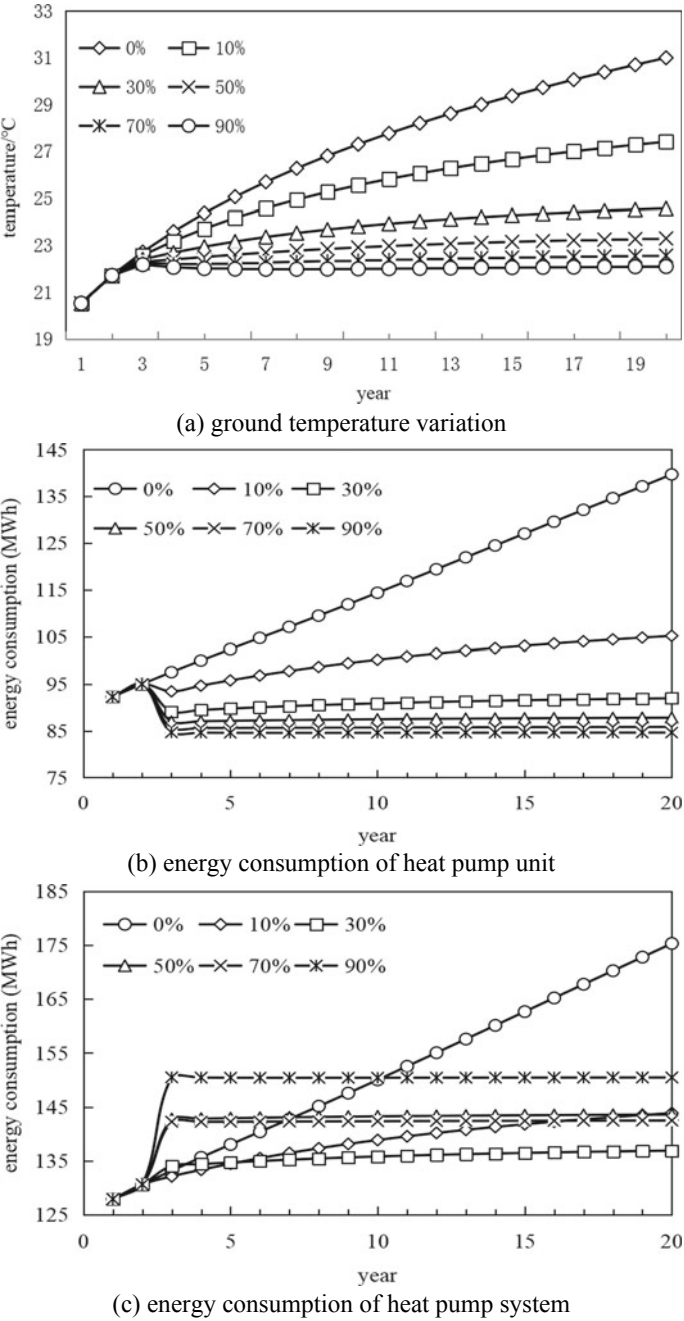 33
31
29
27
25
23
21
19
temperature/℃
0% 10%
30% 50%
70% 90%
1 3 5 7 9 11 13 15 17 19
year
(a) ground temperature variation
145
135
125
115
105
95
85
75
energy consumption (MWh)
0% 10% 30%
50% 70% 90%
0 5 10 15 20
year
(b) energy consumption of heat pump unit
185
175
165
155
145
135
125
energy consumption (MWh)
0% 10% 30%
50% 70% 90%
0 5 10 15 20
year
(c) energy consumption of heat pump system